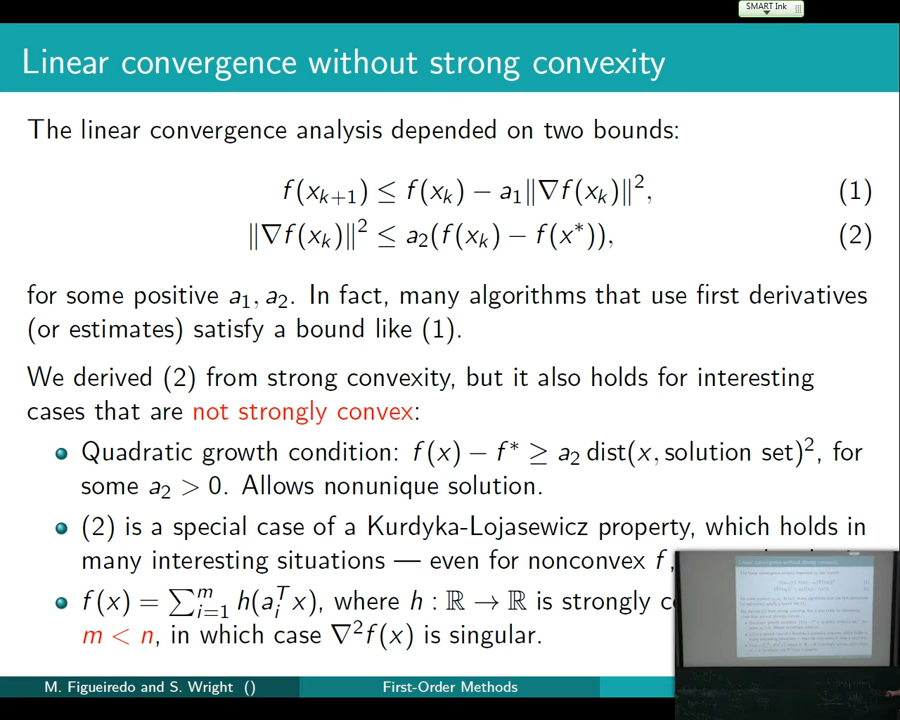 SMART Ink
Linear convergence without strong convexity
The linear convergence analysis depended on two bounds:
f(x_{k+1}) ≤ f(x_k) − a_1‖∇f(x_k)‖², (1)
‖∇f(x_k)‖² ≤ a_2(f(x_k) − f(x*)), (2)
for some positive a_1, a_2. In fact, many algorithms that use first derivatives
(or estimates) satisfy a bound like (1).
We derived (2) from strong convexity, but it also holds for interesting
cases that are not strongly convex:
Quadratic growth condition: f(x) − f* ≥ a_2 dist(x, solution set)², for
some a_2 > 0. Allows nonunique solution.
(2) is a special case of a Kurdyka-Lojasewicz property, which holds in
many interesting situations — even for nonconvex f,
f(x) = ∑_{i=1}^m h(a_i^T x), where h : ℝ → ℝ is strongly
m < n, in which case ∇²f(x) is singular.
M. Figueiredo and S. Wright () First-Order Methods